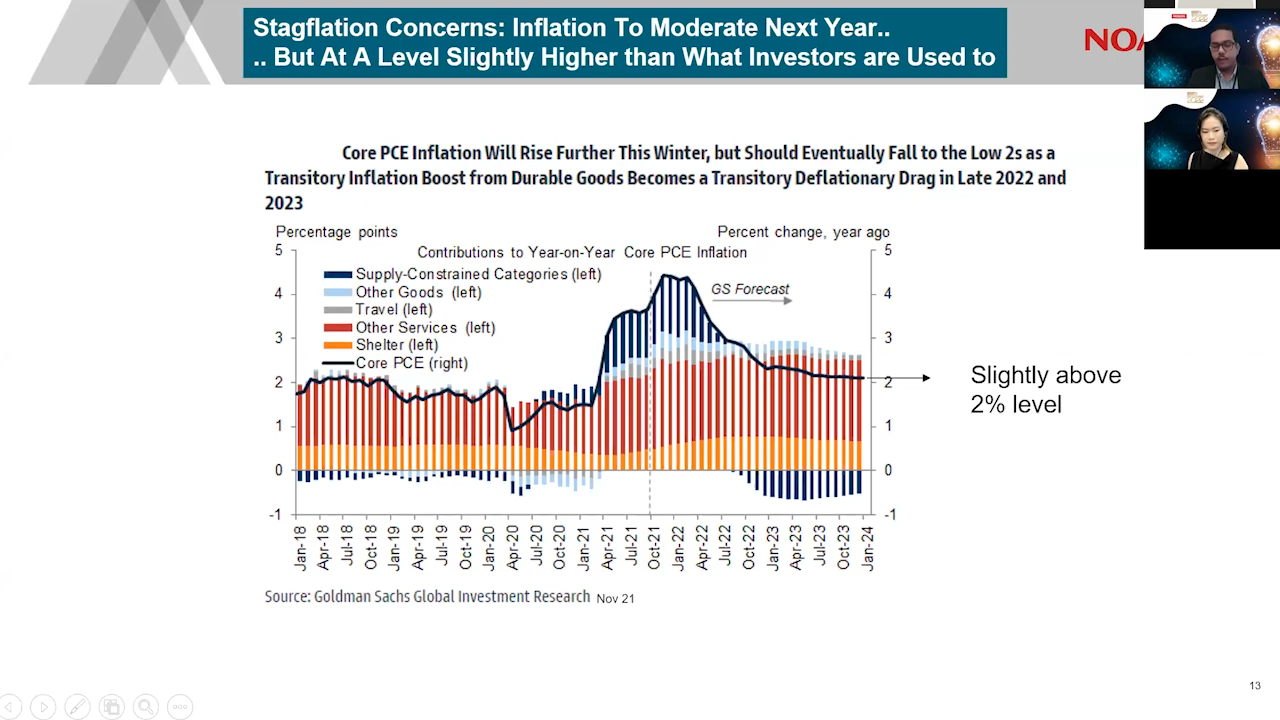 Stagflation Concerns: Inflation To Moderate Next Year..
.. But At A Level Slightly Higher than What Investors are Used to
Core PCE Inflation Will Rise Further This Winter, but Should Eventually Fall to the Low 2s as a
Transitory Inflation Boost from Durable Goods Becomes a Transitory Deflationary Drag in Late 2022 and
2023
Percentage points
Percent change, year ago
Contributions to Year-on-Year Core PCE Inflation
Supply-Constrained Categories (left)
Other Goods (left)
Travel (left)
Other Services (left)
Shelter (left)
Core PCE (right)
GS Forecast
5
4
3
2
1
0
-1
5
4
3
2
1
0
-1
Jan-18
Apr-18
Jul-18
Oct-18
Jan-19
Apr-19
Jul-19
Oct-19
Jan-20
Apr-20
Jul-20
Oct-20
Jan-21
Apr-21
Jul-21
Oct-21
Jan-22
Apr-22
Jul-22
Oct-22
Jan-23
Apr-23
Jul-23
Oct-23
Jan-24
Slightly above
2% level
Source: Goldman Sachs Global Investment Research Nov 21
13